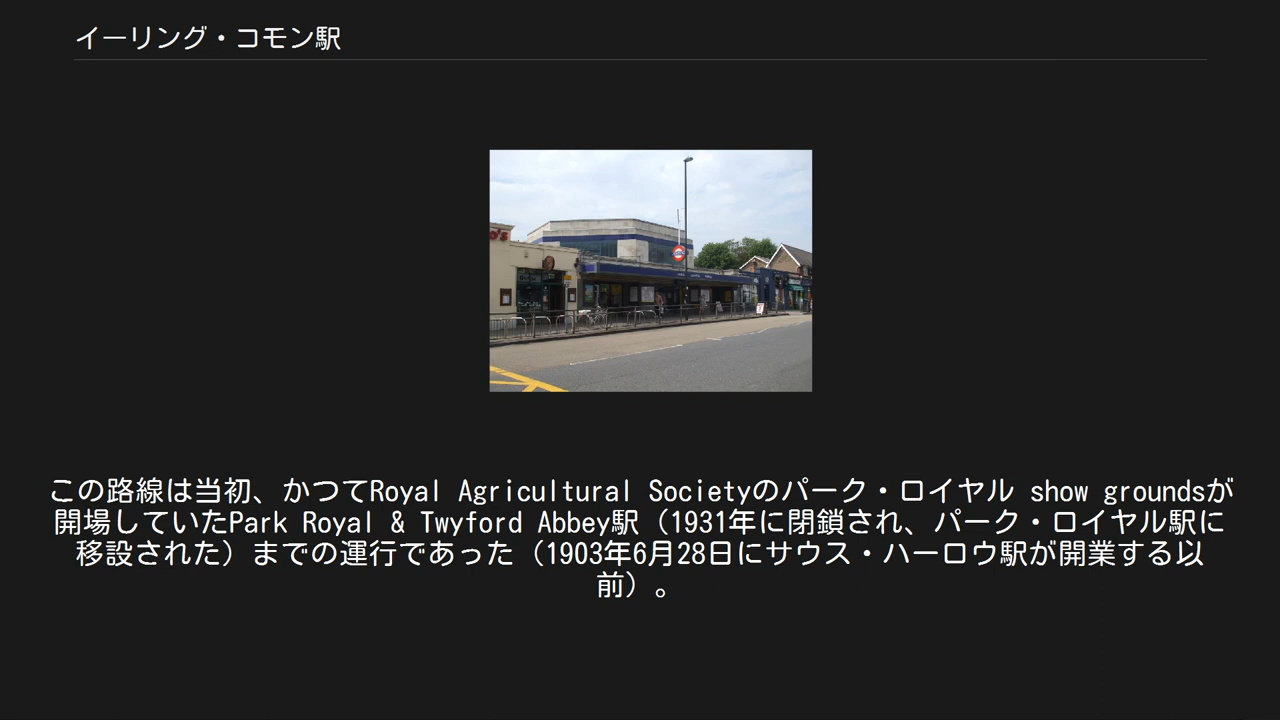 イーリング・コモン駅
この路線は当初、かつてRoyal Agricultural Societyのパーク・ロイヤル show groundsが
開場していたPark Royal & Twyford Abbey駅（1931年に閉鎖され、パーク・ロイヤル駅に
移設された）までの運行であった（1903年6月28日にサウス・ハーロウ駅が開業する以
前）。